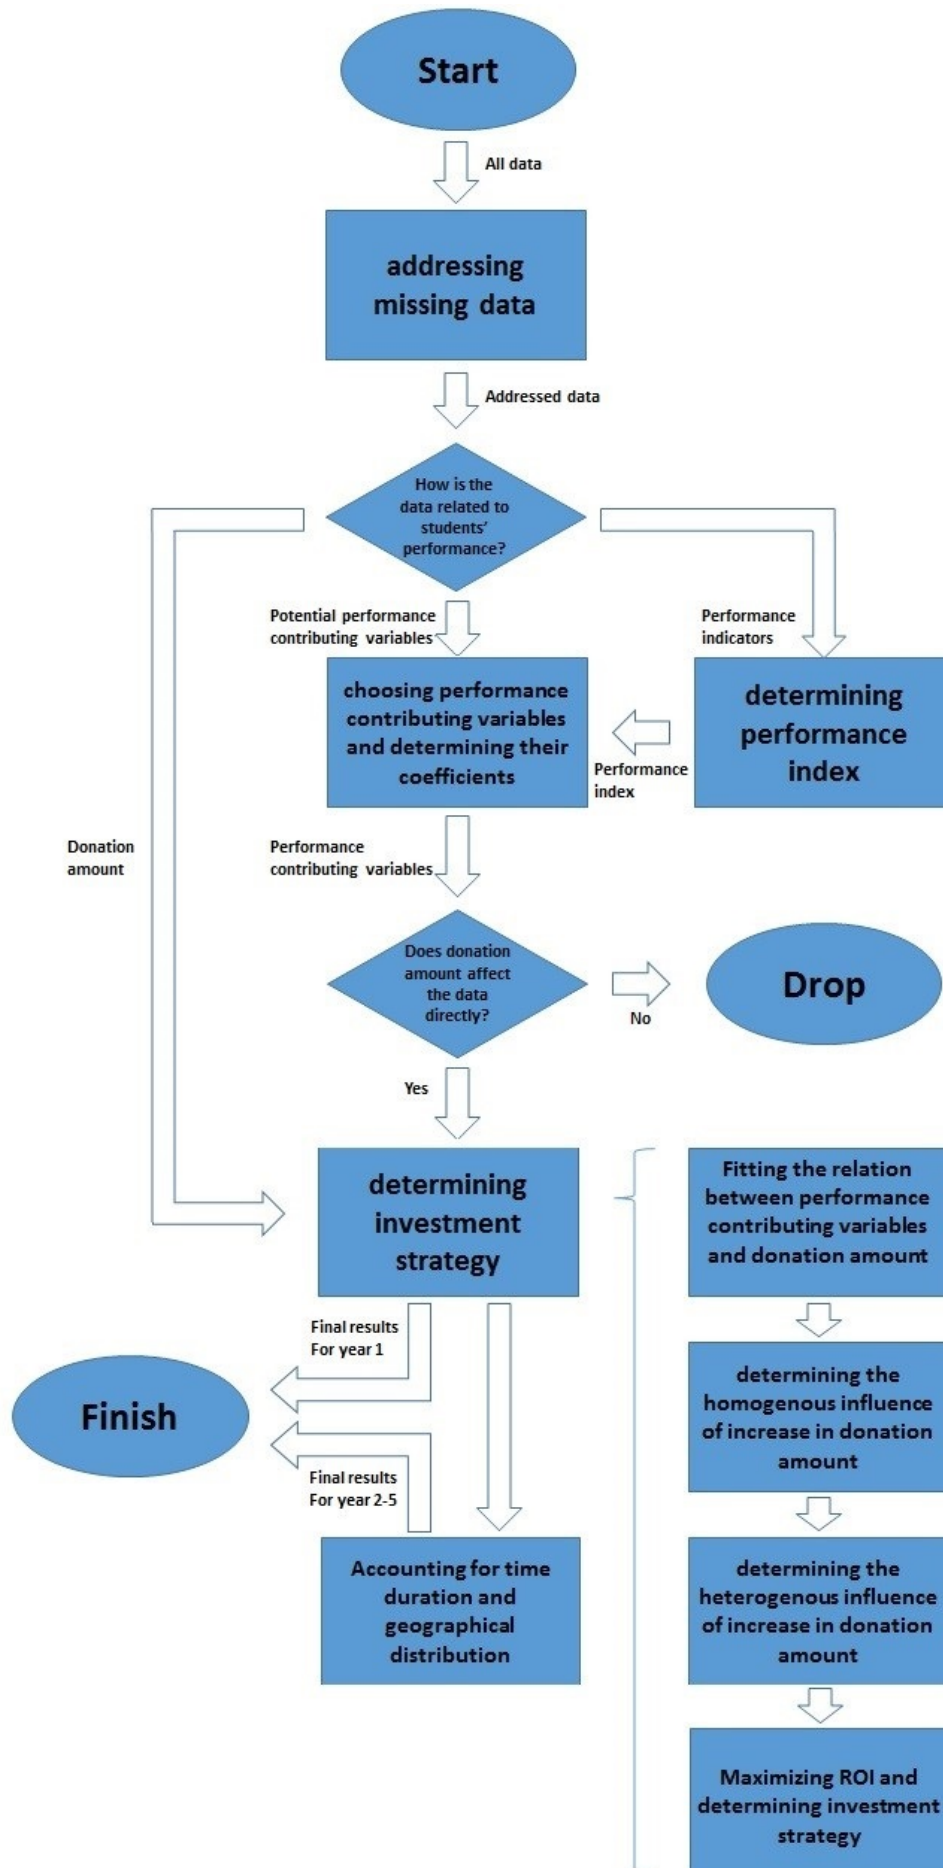 Start
All data
addressing
missing data
Addressed data
How is the
data related to
students’
performance?
Potential performance
contributing variables
Performance
indicators
choosing performance
contributing variables
and determining their
coefficients
Performance
index
determining
performance
index
Donation
amount
Performance
contributing variables
Does donation
amount affect
the data
directly?
No
Drop
Yes
determining
investment
strategy
Final results
For year 1
Finish
Final results
For year 2-5
Accounting for time
duration and
geographical
distribution
Fitting the relation
between performance
contributing variables
and donation amount
determining the
homogenous influence
of increase in donation
amount
determining the
heterogenous influence
of increase in donation
amount
Maximizing ROI and
determining investment
strategy